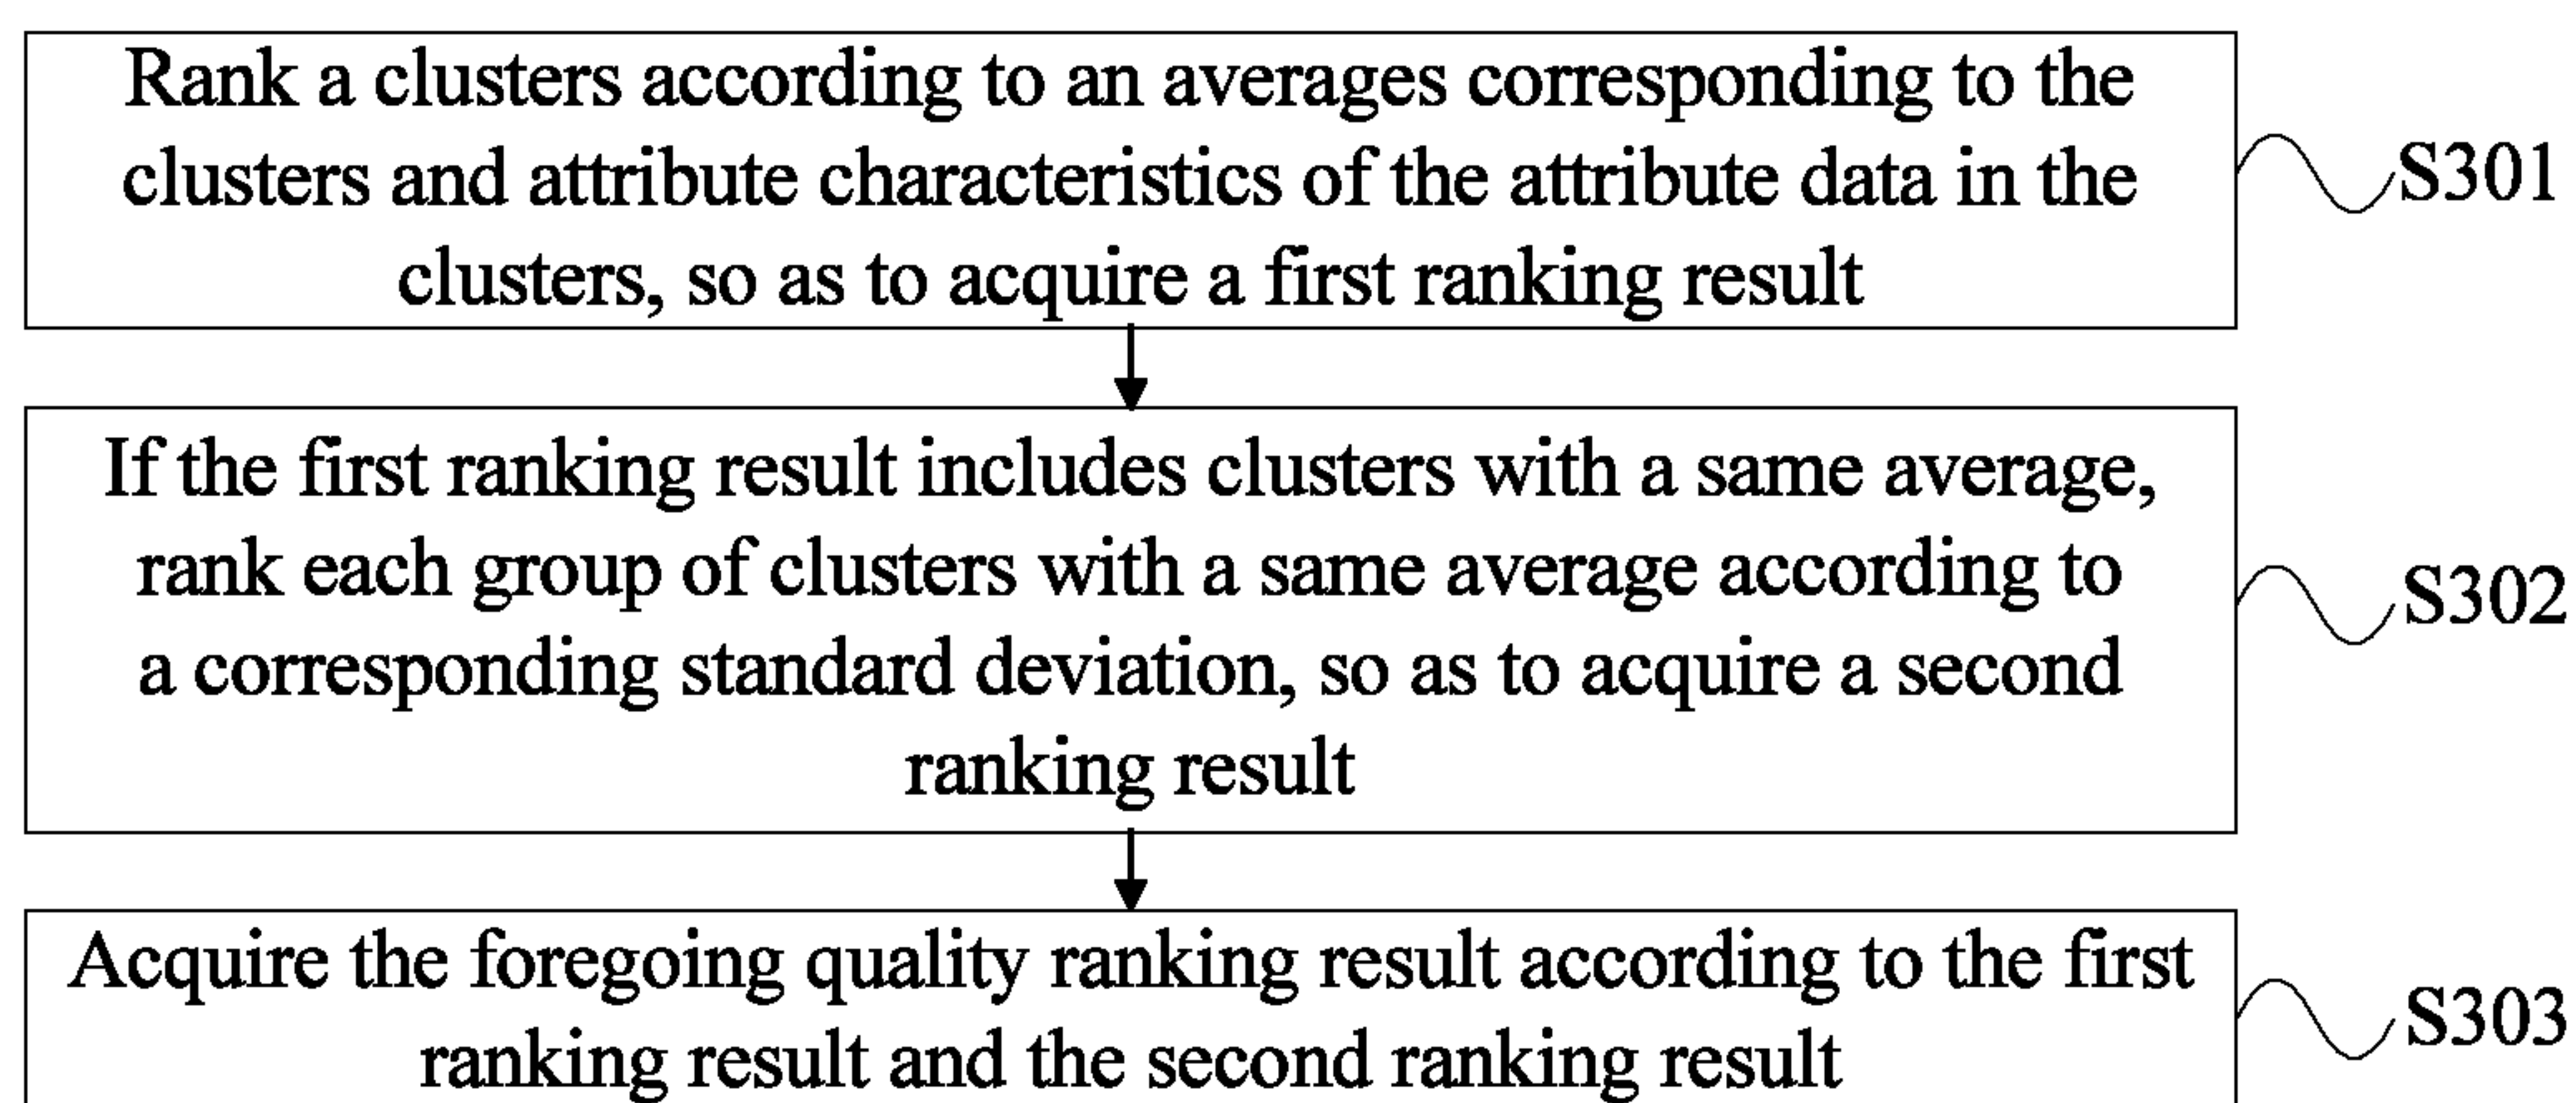 Rank a clusters according to an averages corresponding to the
clusters and attribute characteristics of the attribute data in the
clusters, so as to acquire a first ranking result
S301
If the first ranking result includes clusters with a same average,
rank each group of clusters with a same average according to
a corresponding standard deviation, so as to acquire a second
ranking result
S302
Acquire the foregoing quality ranking result according to the first
ranking result and the second ranking result
S303